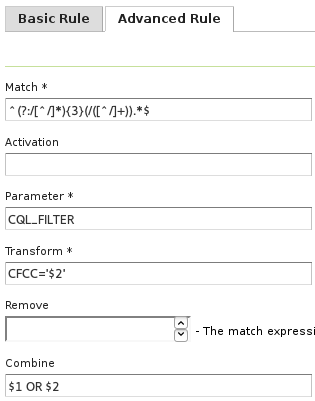 Basic Rule Advanced Rule
Match *
^(?:/[^/]*){3}(/([^/]+)).*$
Activation
Parameter *
CQL_FILTER
Transform *
CFCC='$2'
Remove
- The match expressi
Combine
$1 OR $2